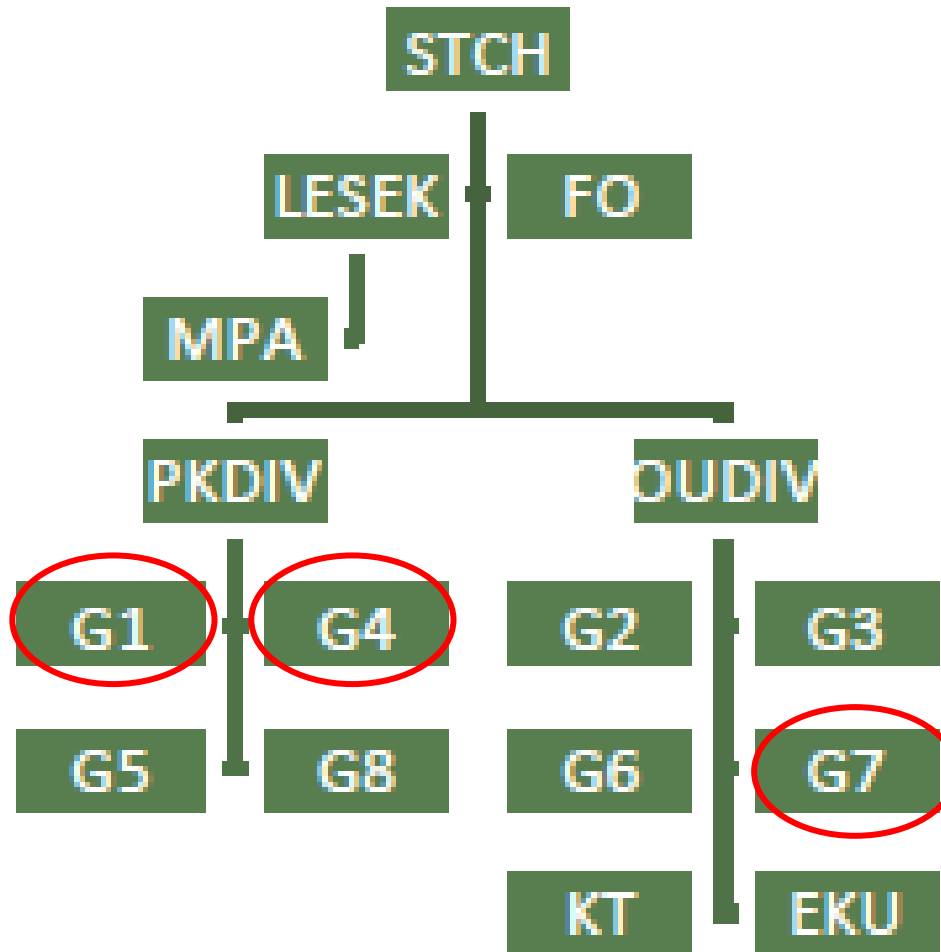 STCH
LESEK FO
MPA
PKDIV OUDIV
G1 G4 G2 G3
G5 G8 G6 G7
KT EKU